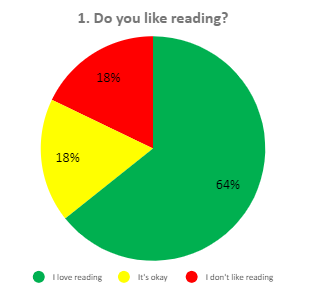 1. Do you like reading?
18%
18%
64%
I love reading
It's okay
I don't like reading